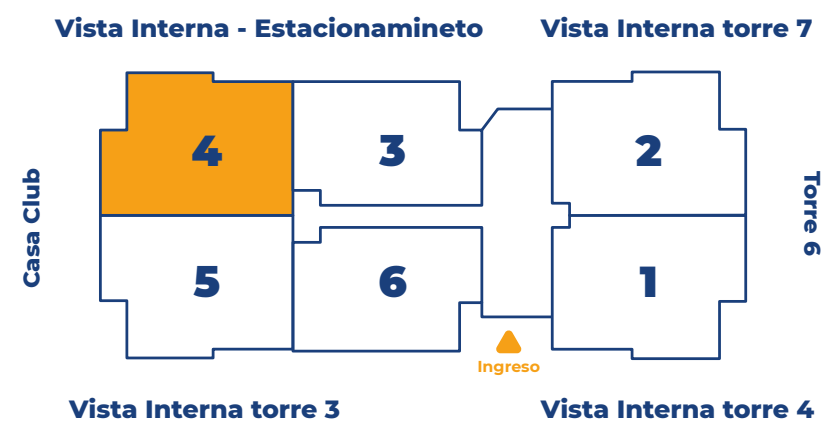 Vista Interna - Estacionamineto
Vista Interna torre 7
4
3
2
Casa Club
Torre 6
5
6
1
Ingreso
Vista Interna torre 3
Vista Interna torre 4